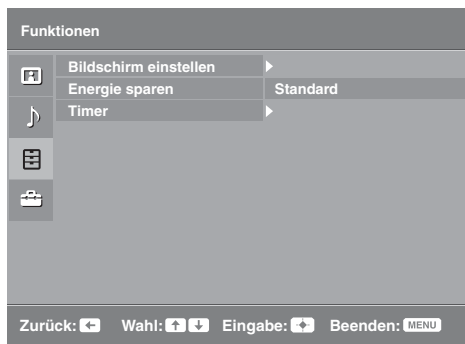 Funktionen
Bildschirm einstellen
Energie sparen Standard
Timer
Zurück: Wahl: Eingabe: Beenden: MENU